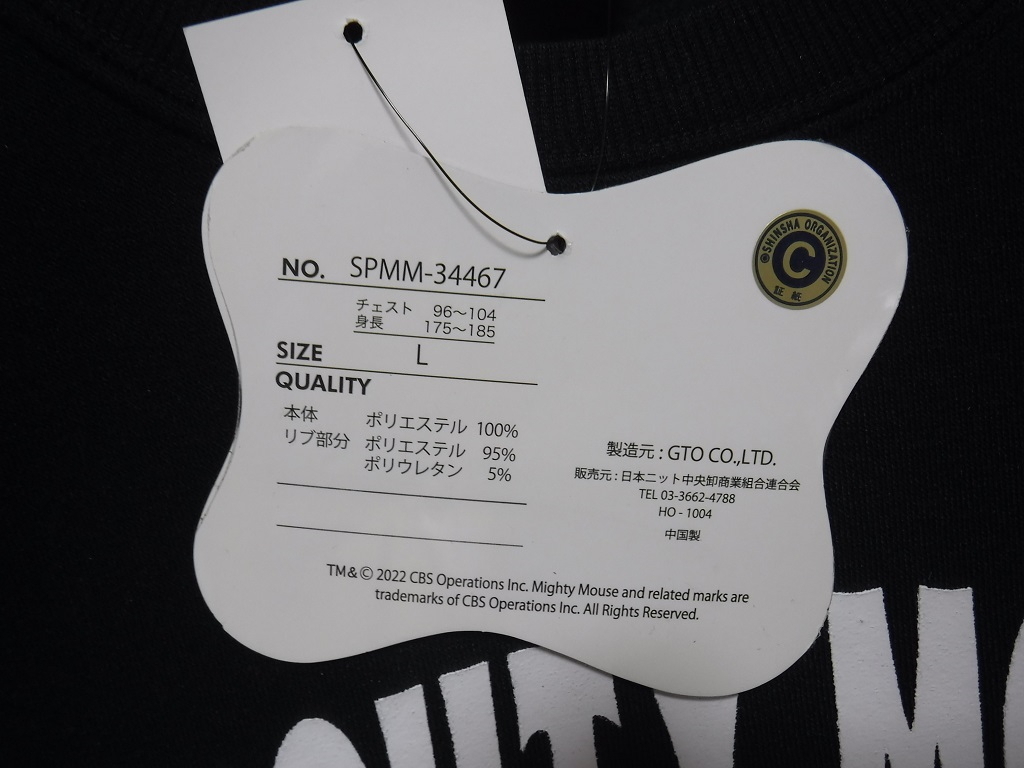 NO. SPMM-34467
チェスト 96〜104
身長 175〜185
SIZE L
QUALITY
本体 ポリエステル 100%
リブ部分 ポリエステル 95%
ポリウレタン 5%
©SHINSHA ORGANIZATION
C
証紙
製造元 : GTO CO.,LTD.
販売元 : 日本ニット中央卸商業組合連合会
TEL 03-3662-4788
HO - 1004
中国製
TM & © 2022 CBS Operations Inc. Mighty Mouse and related marks are
trademarks of CBS Operations Inc. All Rights Reserved.